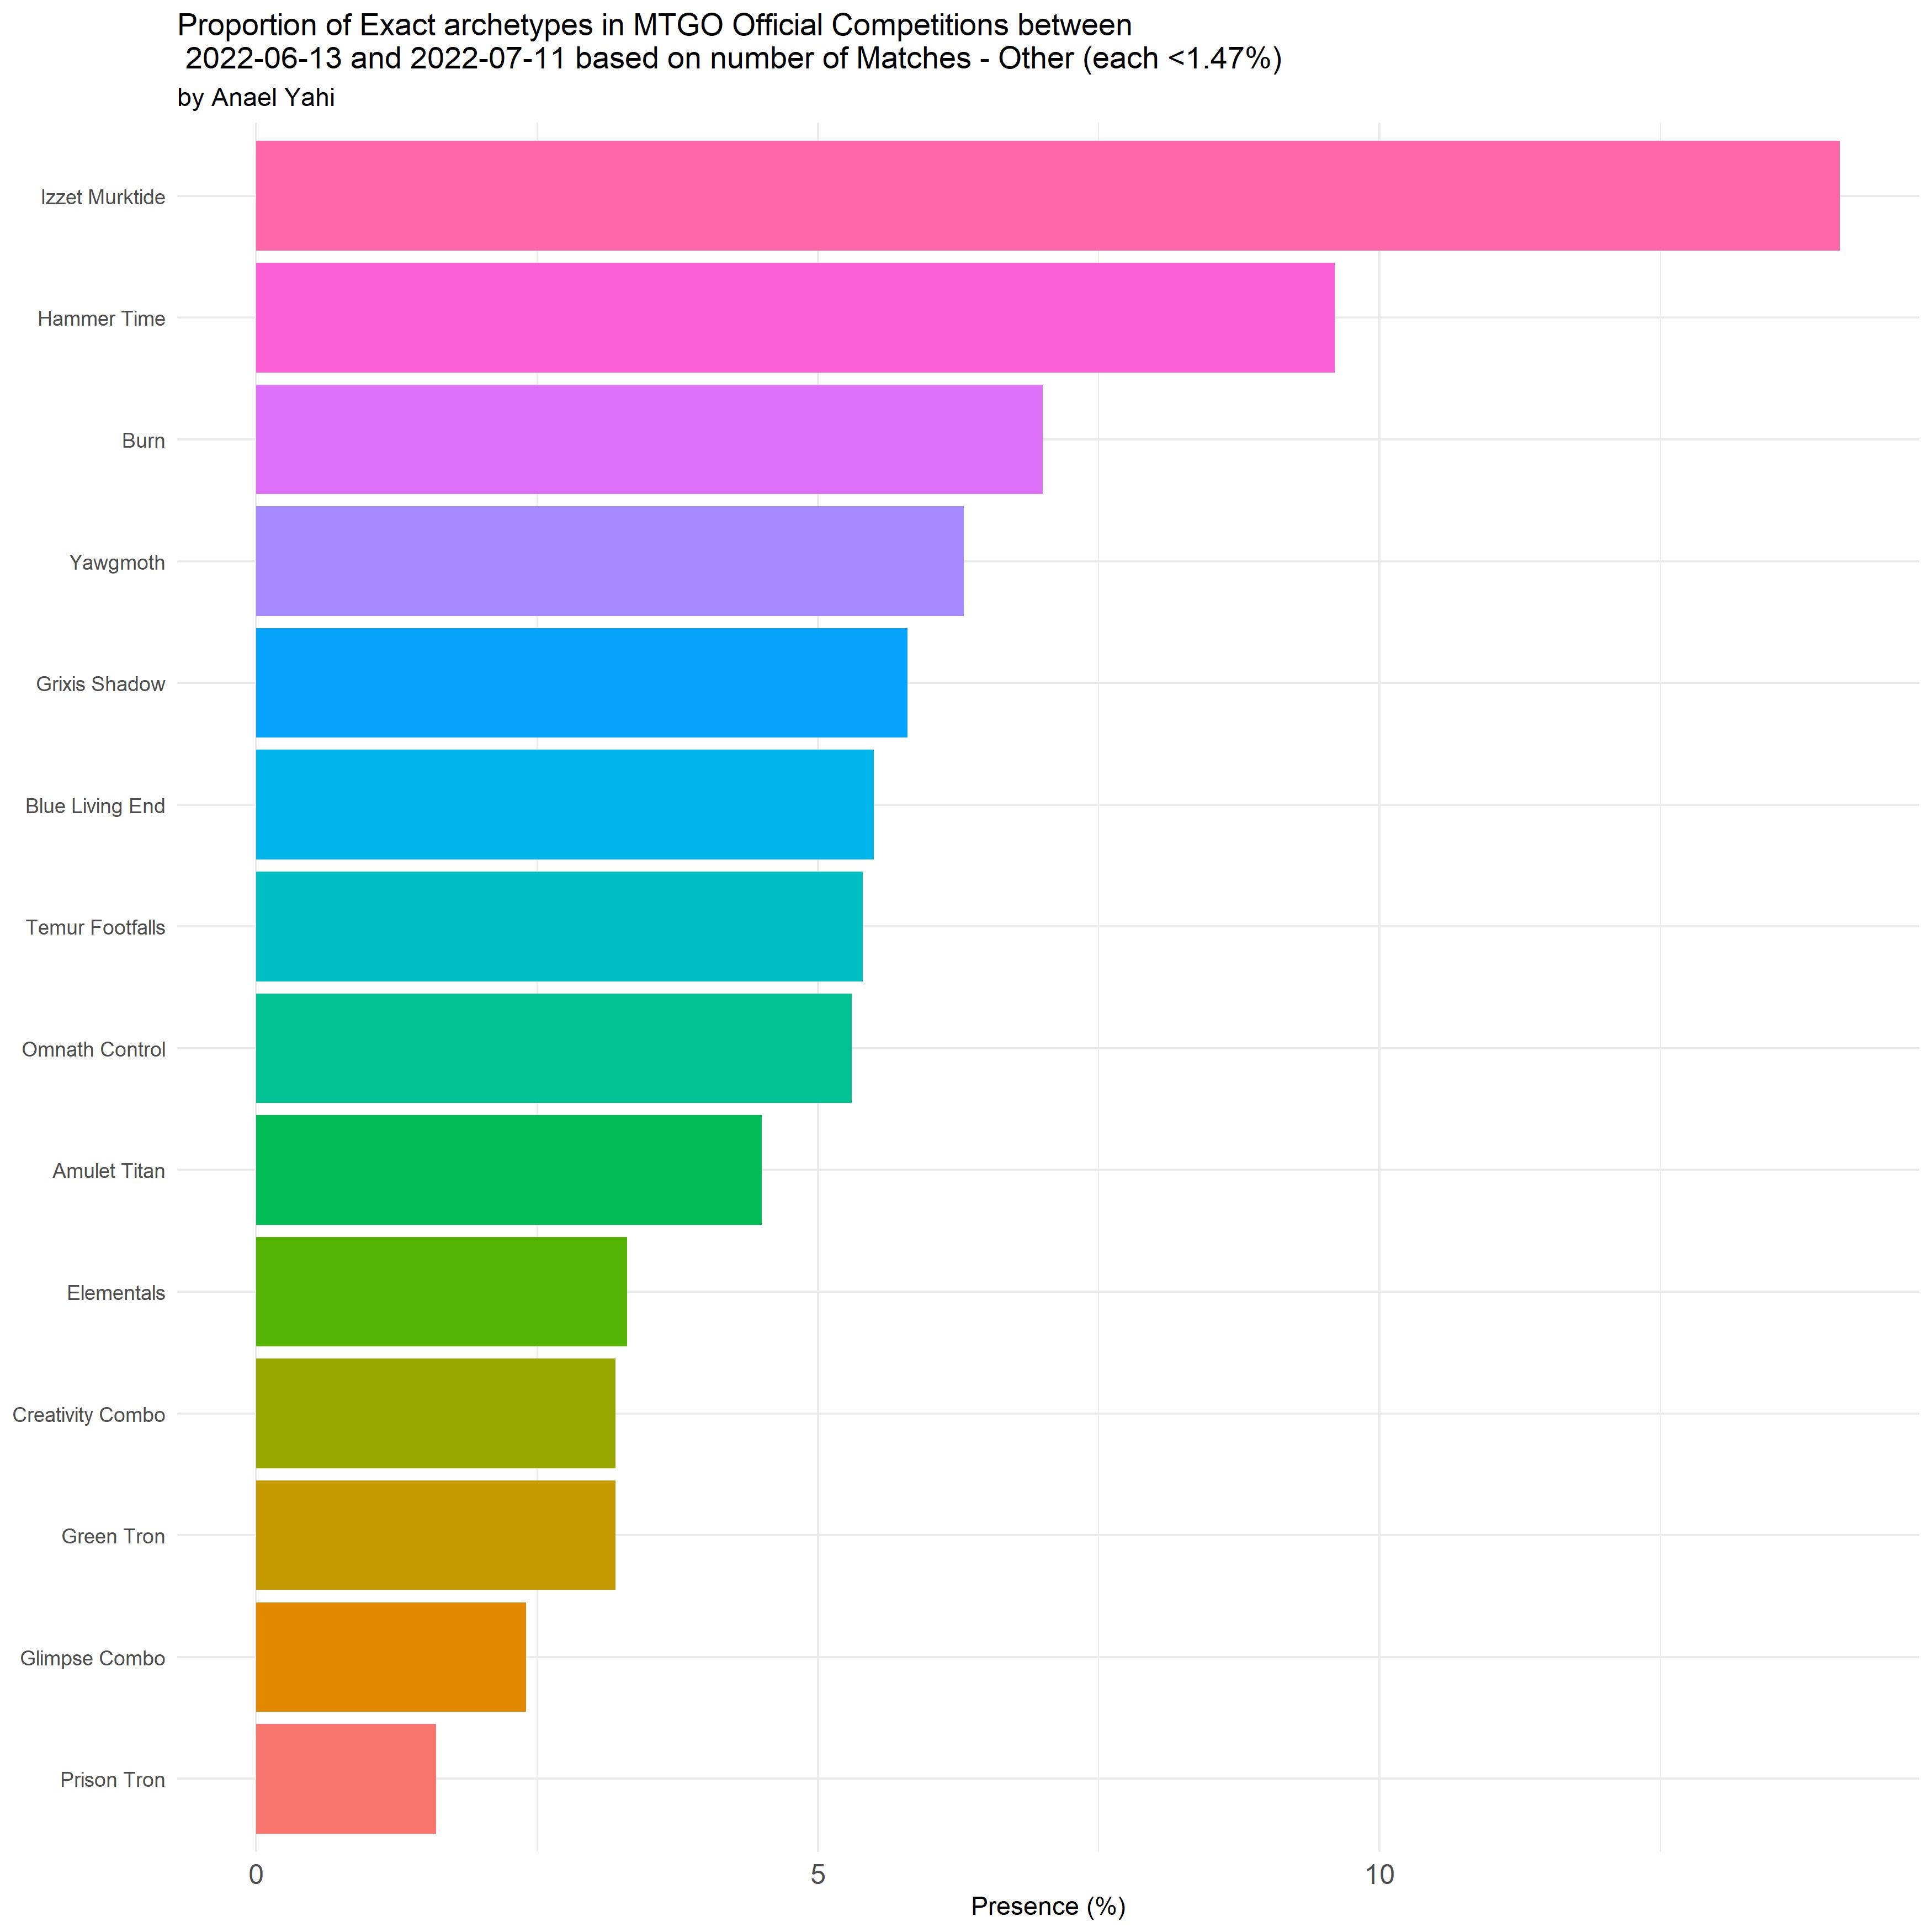 Proportion of Exact archetypes in MTGO Official Competitions between
2022-06-13 and 2022-07-11 based on number of Matches - Other (each <1.47%)
by Anael Yahi
Izzet Murktide
Hammer Time
Burn
Yawgmoth
Grixis Shadow
Blue Living End
Temur Footfalls
Omnath Control
Amulet Titan
Elementals
Creativity Combo
Green Tron
Glimpse Combo
Prison Tron
0 5 10
Presence (%)